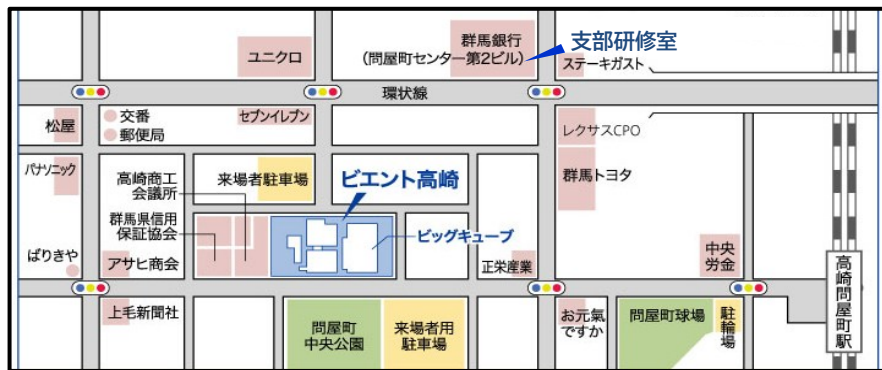 ユニクロ
群馬銀行
(問屋町センター第2ビル)
支部研修室
ステーキガスト
環状線
松屋
交番
郵便局
セブンイレブン
レクサスCPO
パナソニック
高崎商工
会議所
来場者駐車場
ビエント高崎
群馬トヨタ
群馬県信用
保証協会
ビッグキューブ
ぱりきや
アサヒ商会
正栄産業
中央
労金
高崎問屋町駅
上毛新聞社
問屋町
中央公園
来場者用
駐車場
お元氣
ですか
問屋町球場
駐輪場